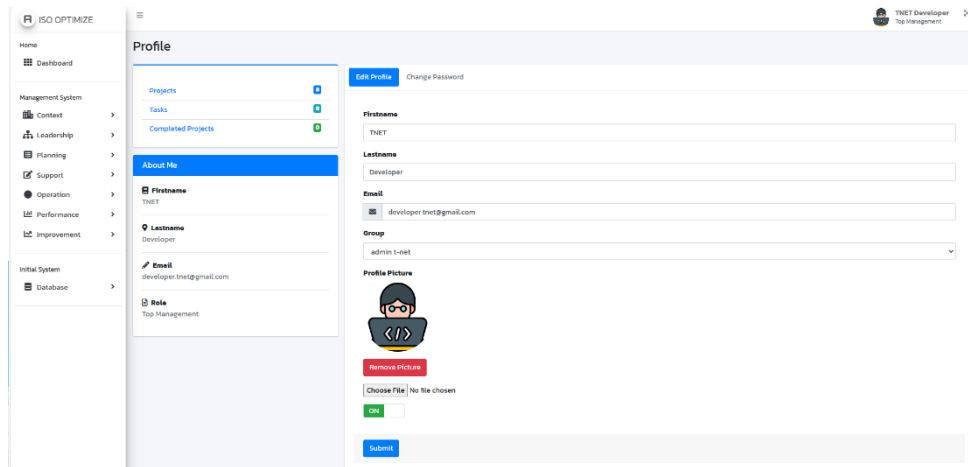 ISO OPTIMIZE
TNET Developer
Top Management
Home
Dashboard
Management System
Context
Leadership
Planning
Support
Operation
Performance
Improvement
Initial System
Database
Profile
Projects
Tasks
Completed Projects
About Me
Firstname
TNET
Lastname
Developer
Email
developer.tnet@gmail.com
Role
Top Management
Edit Profile Change Password
Firstname
TNET
Lastname
Developer
Email
developer.tnet@gmail.com
Group
admin t-net
Profile Picture
</>
Remove Picture
Choose File No file chosen
ON
Submit